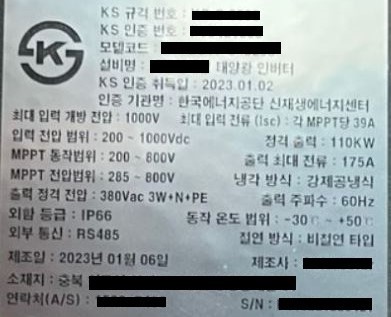 KS 규격 번호 :
KS 인증 번호 :
모델코드 :
설비명 : 태양광 인버터
KS 인증 취득일 : 2023.01.02
인증 기관명 : 한국에너지공단 신재생에너지센터
최대 입력 개방 전압 : 1000V 최대 입력 전류 (Isc) : 각 MPPT당 39A
입력 전압 범위 : 200 ~ 1000Vdc 정격 출력 : 110KW
MPPT 동작범위 : 200 ~ 800V 출력 최대 전류 : 175A
MPPT 전압범위 : 285 ~ 800V 냉각 방식 : 강제공냉식
출력 정격 전압 : 380Vac 3W+N+PE 출력 주파수 : 60Hz
외함 등급 : IP66 동작 온도 범위 : -30℃ ~ +50℃
외부 통신 : RS485 절연 방식 : 비절연 타입
제조일 : 2023년 01월 06일 제조사 :
소재지 : 충북
연락처(A/S) : S/N :